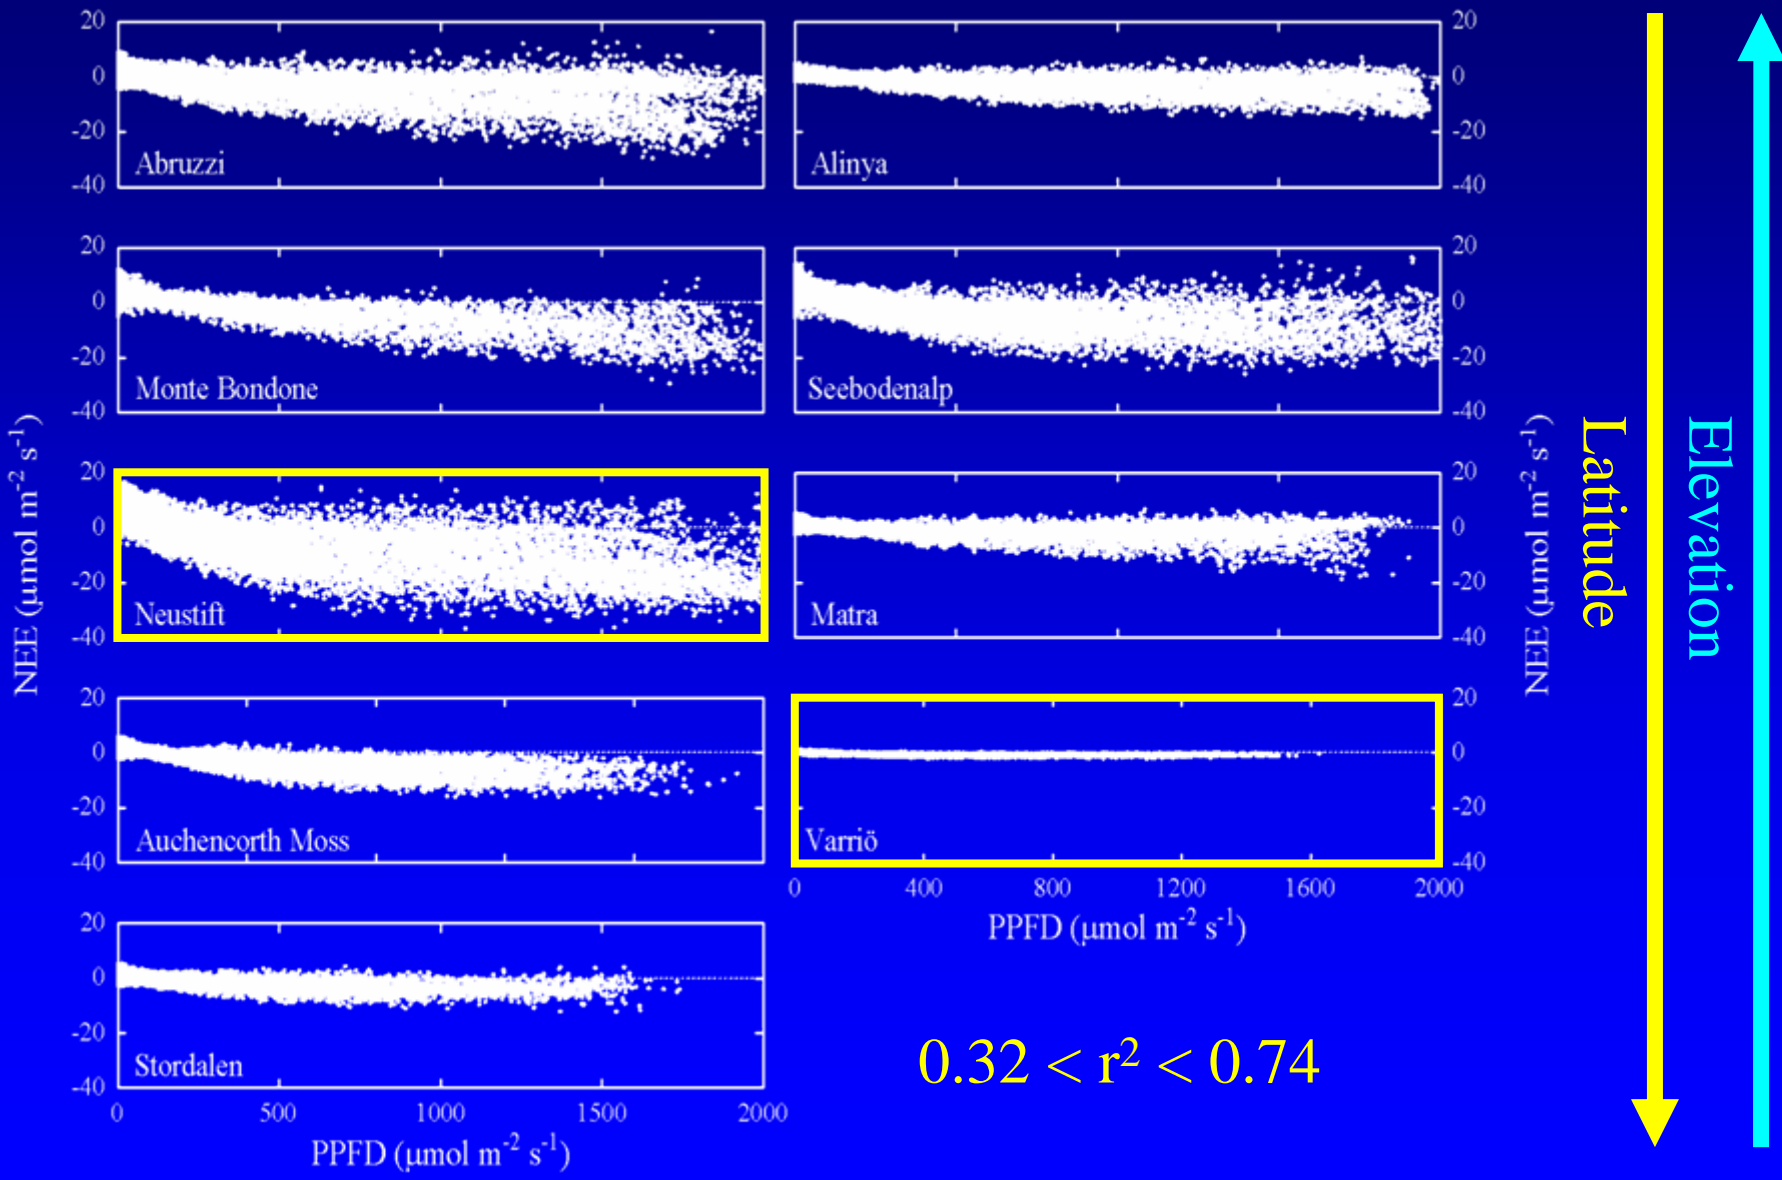 20
0
-20
-40
Abruzzi
20
0
-20
-40
Alinya
20
0
-20
-40
Monte Bondone
20
0
-20
-40
Seebodenalp
20
0
-20
-40
Neustift
20
0
-20
-40
Matra
20
0
-20
-40
Auchencorth Moss
20
0
-20
-40
Varriö
0 400 800 1200 1600 2000
PPFD (μmol m-2 s-1)
20
0
-20
-40
Stordalen
0 500 1000 1500 2000
PPFD (μmol m-2 s-1)
NEE (μmol m-2 s-1)
NEE (μmol m-2 s-1)
Latitude
Elevation
0.32 < r2 < 0.74